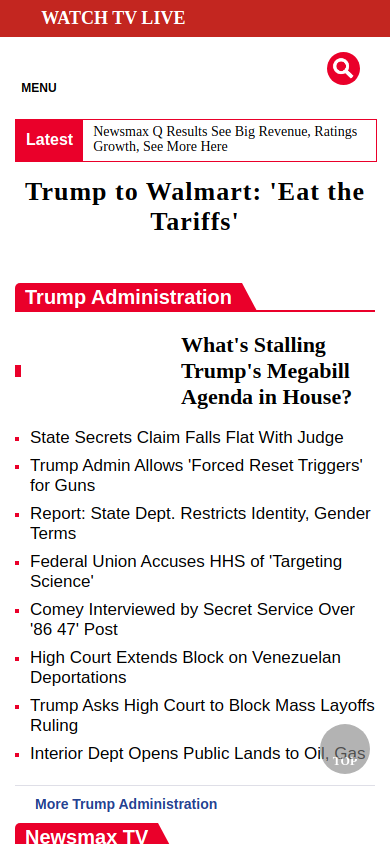 WATCH TV LIVE
MENU
Latest
Newsmax Q Results See Big Revenue, Ratings
Growth, See More Here
Trump to Walmart: 'Eat the
Tariffs'
Trump Administration
What's Stalling
Trump's Megabill
Agenda in House?
State Secrets Claim Falls Flat With Judge
Trump Admin Allows 'Forced Reset Triggers'
for Guns
Report: State Dept. Restricts Identity, Gender
Terms
Federal Union Accuses HHS of 'Targeting
Science'
Comey Interviewed by Secret Service Over
'86 47' Post
High Court Extends Block on Venezuelan
Deportations
Trump Asks High Court to Block Mass Layoffs
Ruling
Interior Dept Opens Public Lands to Oil, Gas
TOP
More Trump Administration
Newsmax TV